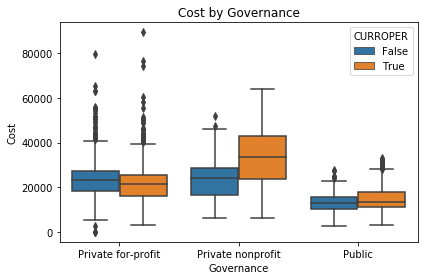 Cost by Governance
CURROPER
False
True
80000
60000
40000
20000
0
Cost
Private for-profit
Private nonprofit
Public
Governance